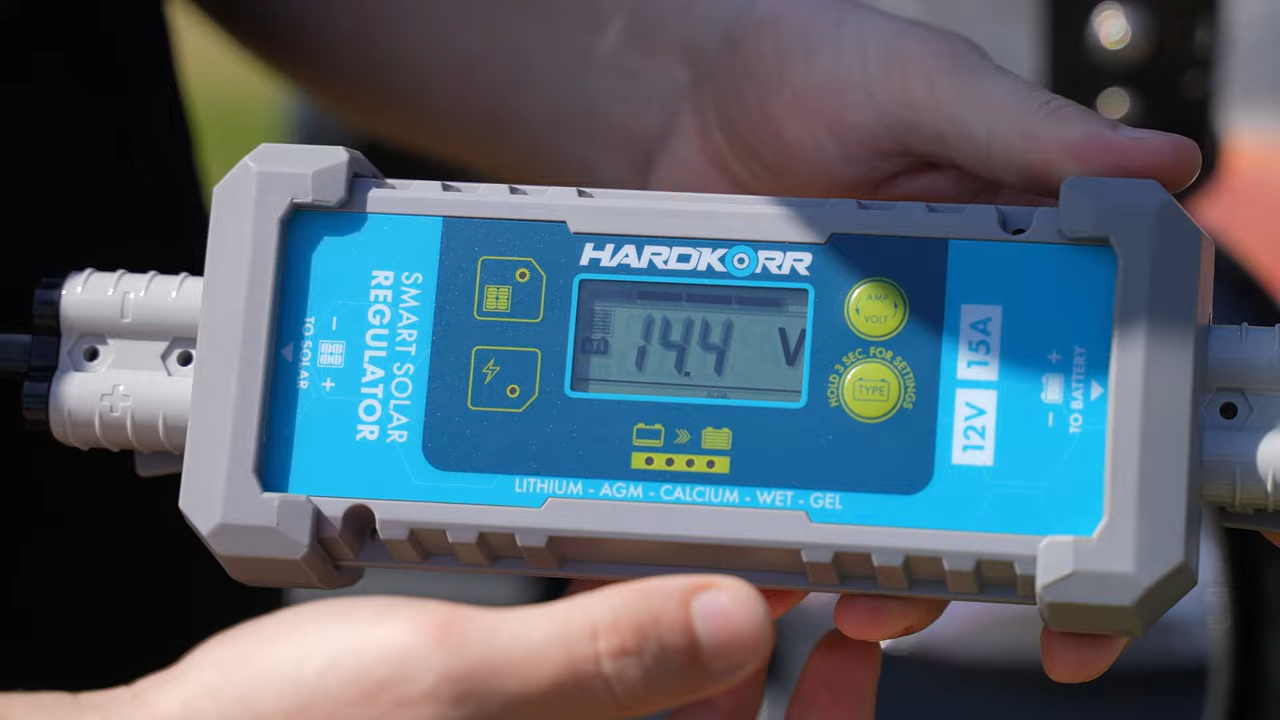 TO SOLAR
- +
SMART SOLAR
REGULATOR
HARDKORR
14.4 V
AMP
VOLT
HOLD 3 SEC. FOR SETTINGS
TYPE
12V 15A
- +
TO BATTERY
LITHIUM - AGM - CALCIUM - WET - GEL